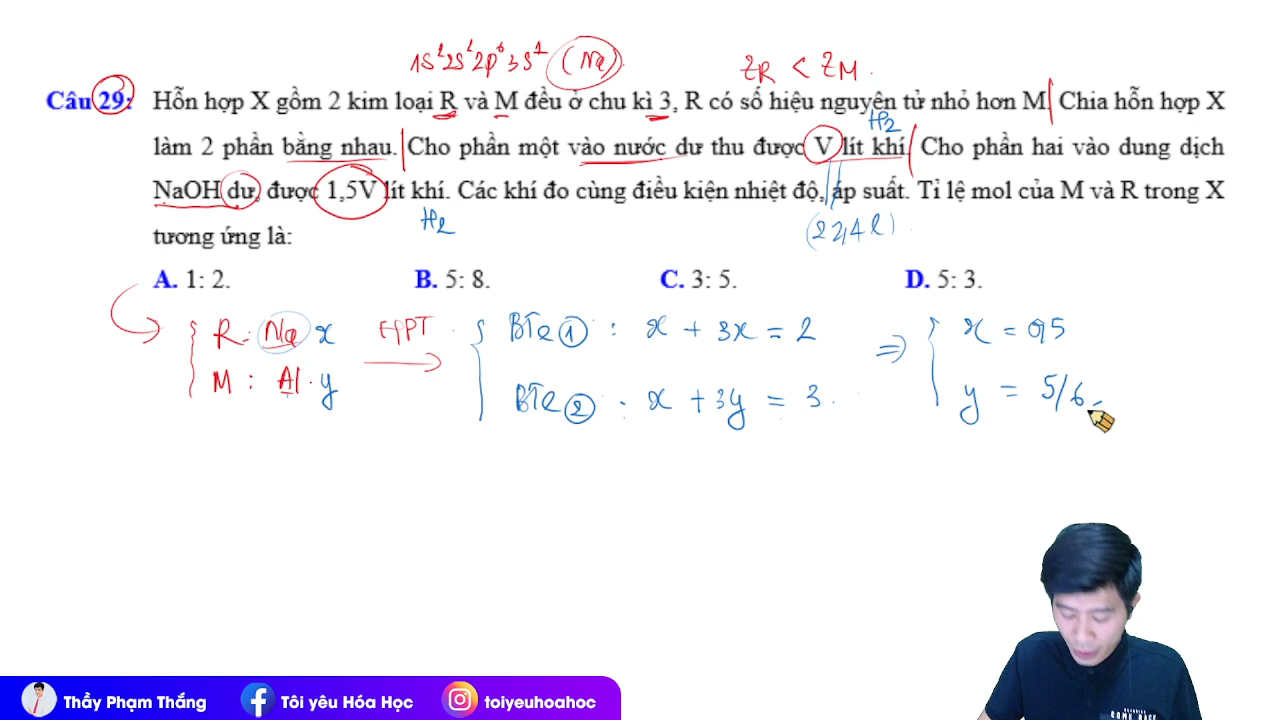 1s²2s²2p⁶3s¹ (Na) ZR < ZM.
Câu 29: Hỗn hợp X gồm 2 kim loại R và M đều ở chu kì 3, R có số hiệu nguyên tử nhỏ hơn M. Chia hỗn hợp X
H2
làm 2 phần bằng nhau. Cho phần một vào nước dư thu được V lít khí. Cho phần hai vào dung dịch
NaOH dư, được 1,5V lít khí. Các khí đo cùng điều kiện nhiệt độ, áp suất. Tỉ lệ mol của M và R trong X
H2 (22,4l)
tương ứng là:
A. 1: 2. B. 5: 8. C. 3: 5. D. 5: 3.
R: Na x BTe ① : x + 3x = 2 ⇒ x = 0,5
M : Al y BTe ② : x + 3y = 3 y = 5/6
Thầy Phạm Thắng Tôi yêu Hóa Học toiyeuhoahoc